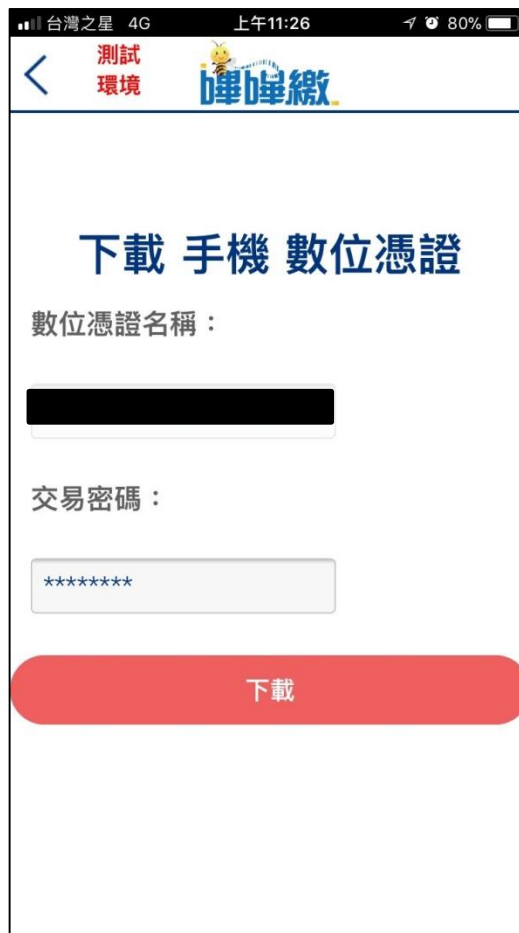 台灣之星 4G 上午11:26 80%
測試
環境
嗶嗶繳
下載 手機 數位憑證
數位憑證名稱：
交易密碼：
********
下載